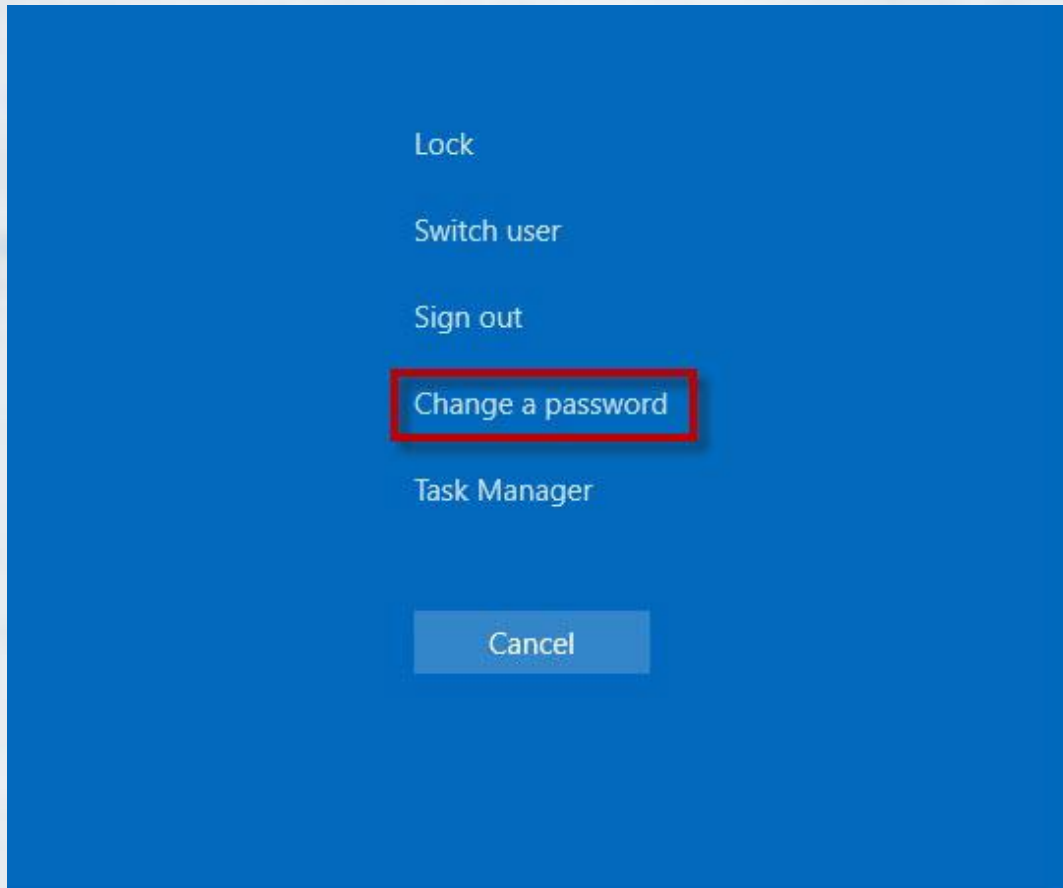 Lock
Switch user
Sign out
Change a password
Task Manager
Cancel